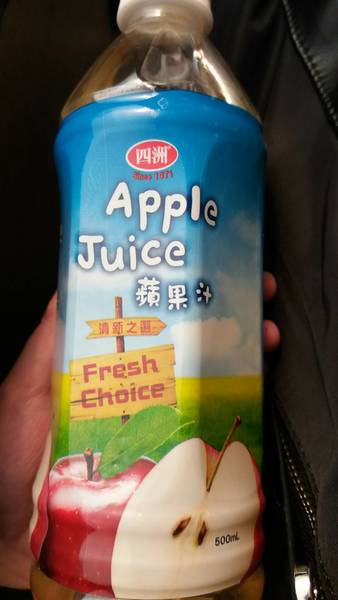 四洲
Since 1971
Apple
Juice
蘋果汁
清新之選
Fresh
Choice
500mL